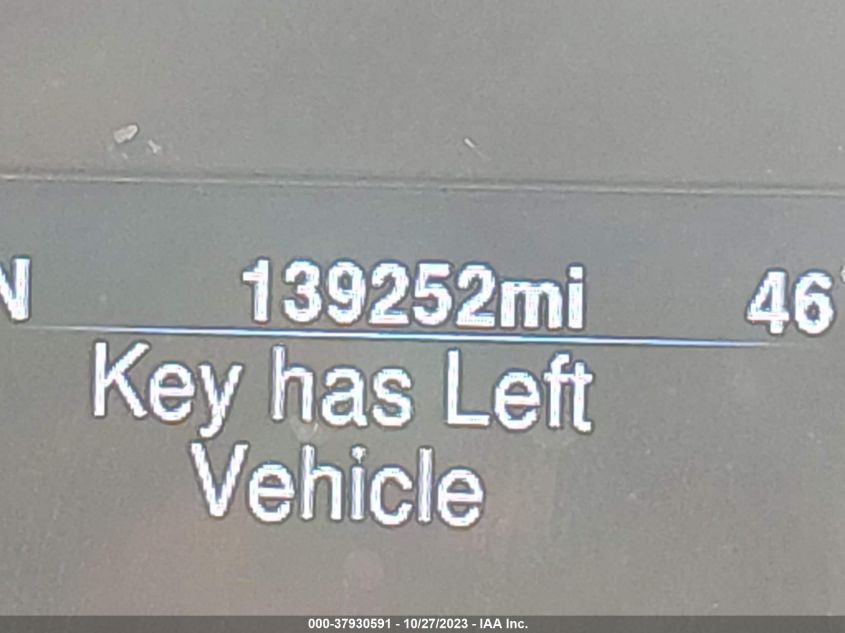 N 139252mi 46°
Key has Left
Vehicle
000-37930591 - 10/27/2023 - IAA Inc.